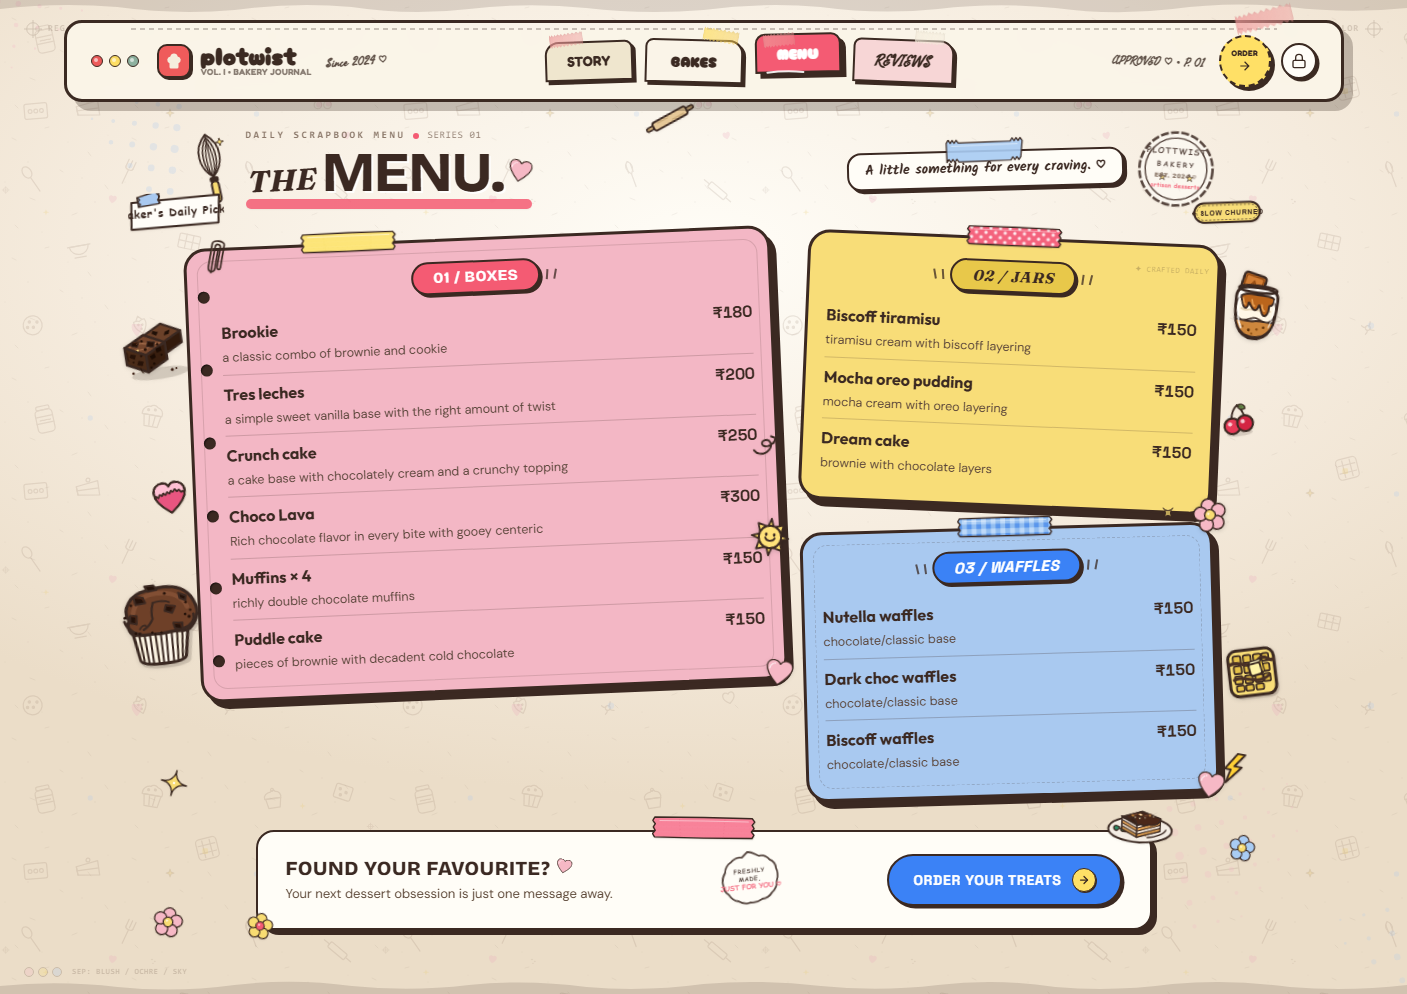 plotwist
VOL. I • BAKERY JOURNAL
Since 2024 ♡
STORY
BAKES
MENU
REVIEWS
APPROVED ♡ • P. 01
ORDER
→
DAILY SCRAPBOOK MENU • SERIES 01
THE MENU.
aker's Daily Pick
A little something for every craving. ♡
PLOTTWIST
BAKERY
artisan desserts
SLOW CHURNED
01 / BOXES
Brookie ₹180
a classic combo of brownie and cookie
Tres leches ₹200
a simple sweet vanilla base with the right amount of twist
Crunch cake ₹250
a cake base with chocolately cream and a crunchy topping
Choco Lava ₹300
Rich chocolate flavor in every bite with gooey centeric
Muffins × 4 ₹150
richly double chocolate muffins
Puddle cake ₹150
pieces of brownie with decadent cold chocolate
02 / JARS
✦ CRAFTED DAILY
Biscoff tiramisu ₹150
tiramisu cream with biscoff layering
Mocha oreo pudding ₹150
mocha cream with oreo layering
Dream cake ₹150
brownie with chocolate layers
03 / WAFFLES
Nutella waffles ₹150
chocolate/classic base
Dark choc waffles ₹150
chocolate/classic base
Biscoff waffles ₹150
chocolate/classic base
FOUND YOUR FAVOURITE?
Your next dessert obsession is just one message away.
FRESHLY
MADE,
JUST FOR YOU
ORDER YOUR TREATS →
SEP: BLUSH / OCHRE / SKY